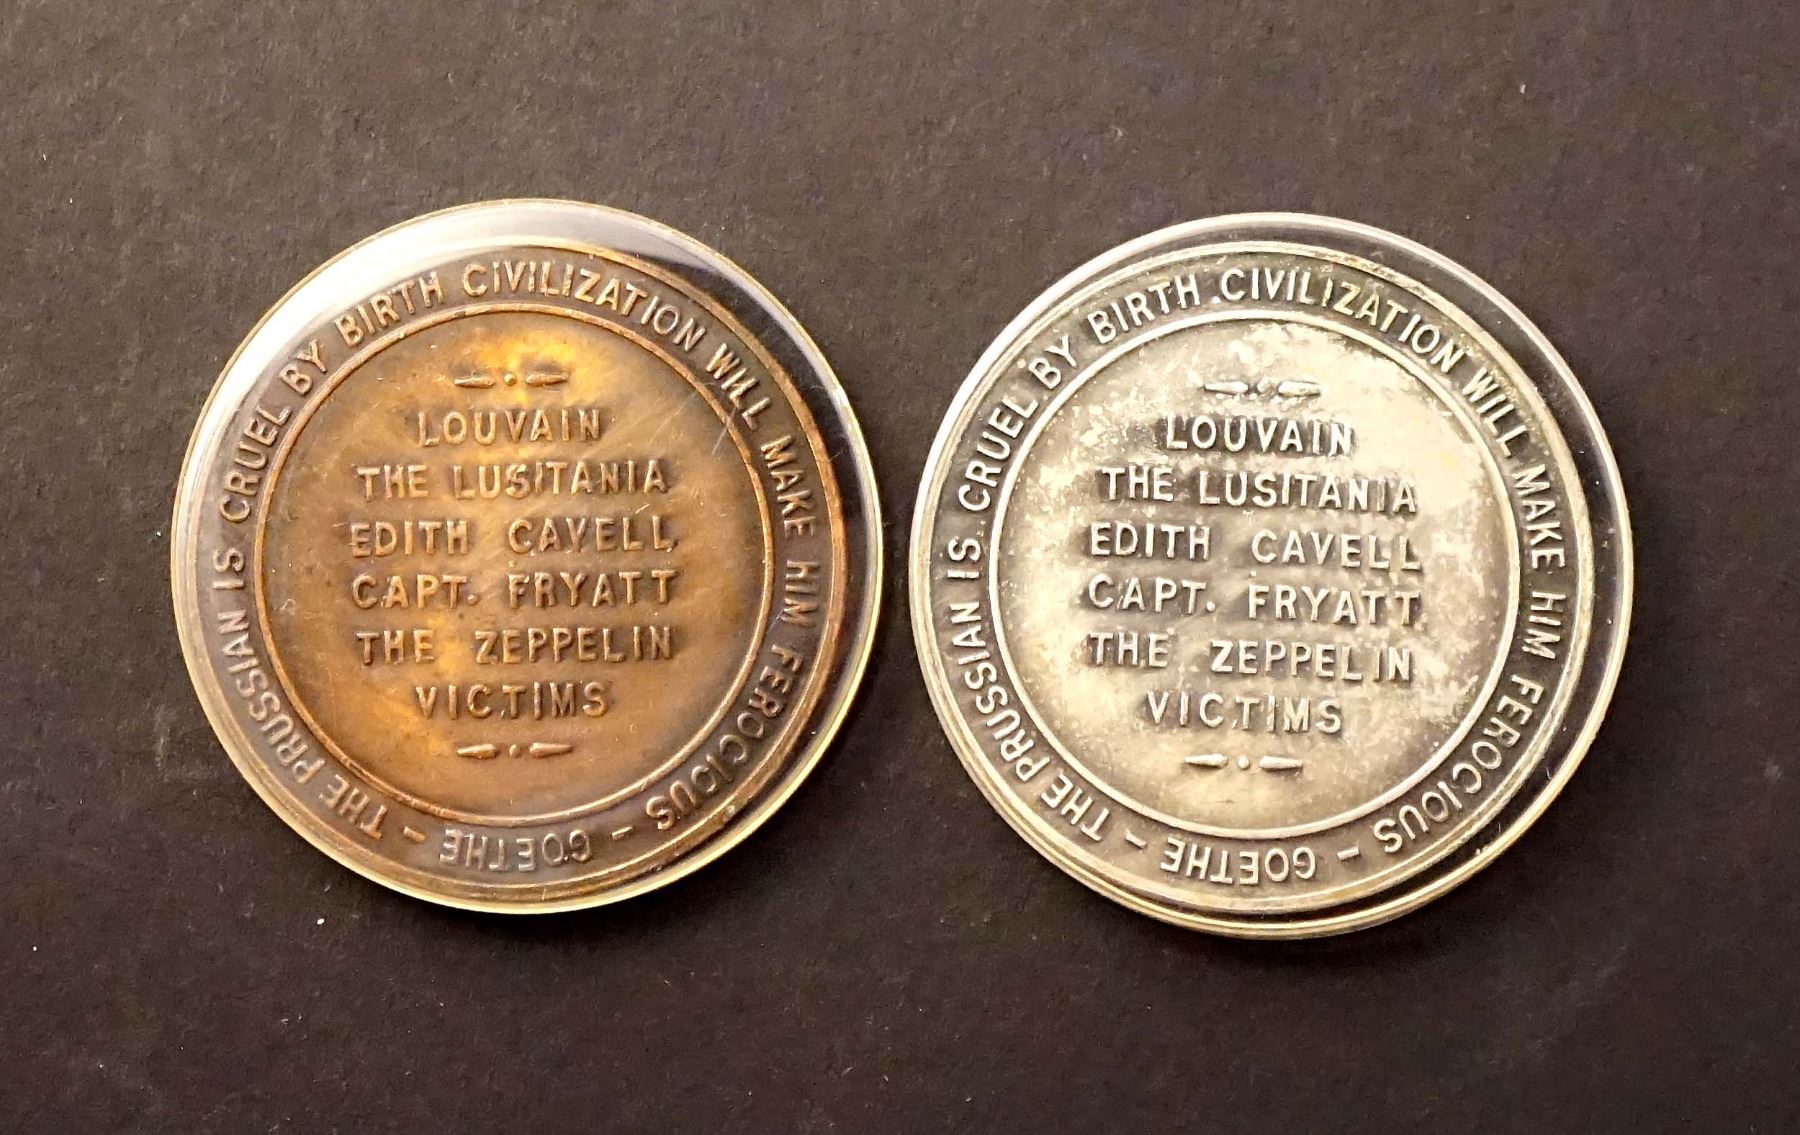 THE PRUSSIAN IS CRUEL BY BIRTH CIVILIZATION WILL MAKE HIM FEROCIOUS - GOETHE -
LOUVAIN
THE LUSITANIA
EDITH CAVELL
CAPT. FRYATT
THE ZEPPELIN
VICTIMS
THE PRUSSIAN IS CRUEL BY BIRTH CIVILIZATION WILL MAKE HIM FEROCIOUS - GOETHE -
LOUVAIN
THE LUSITANIA
EDITH CAVELL
CAPT. FRYATT
THE ZEPPELIN
VICTIMS